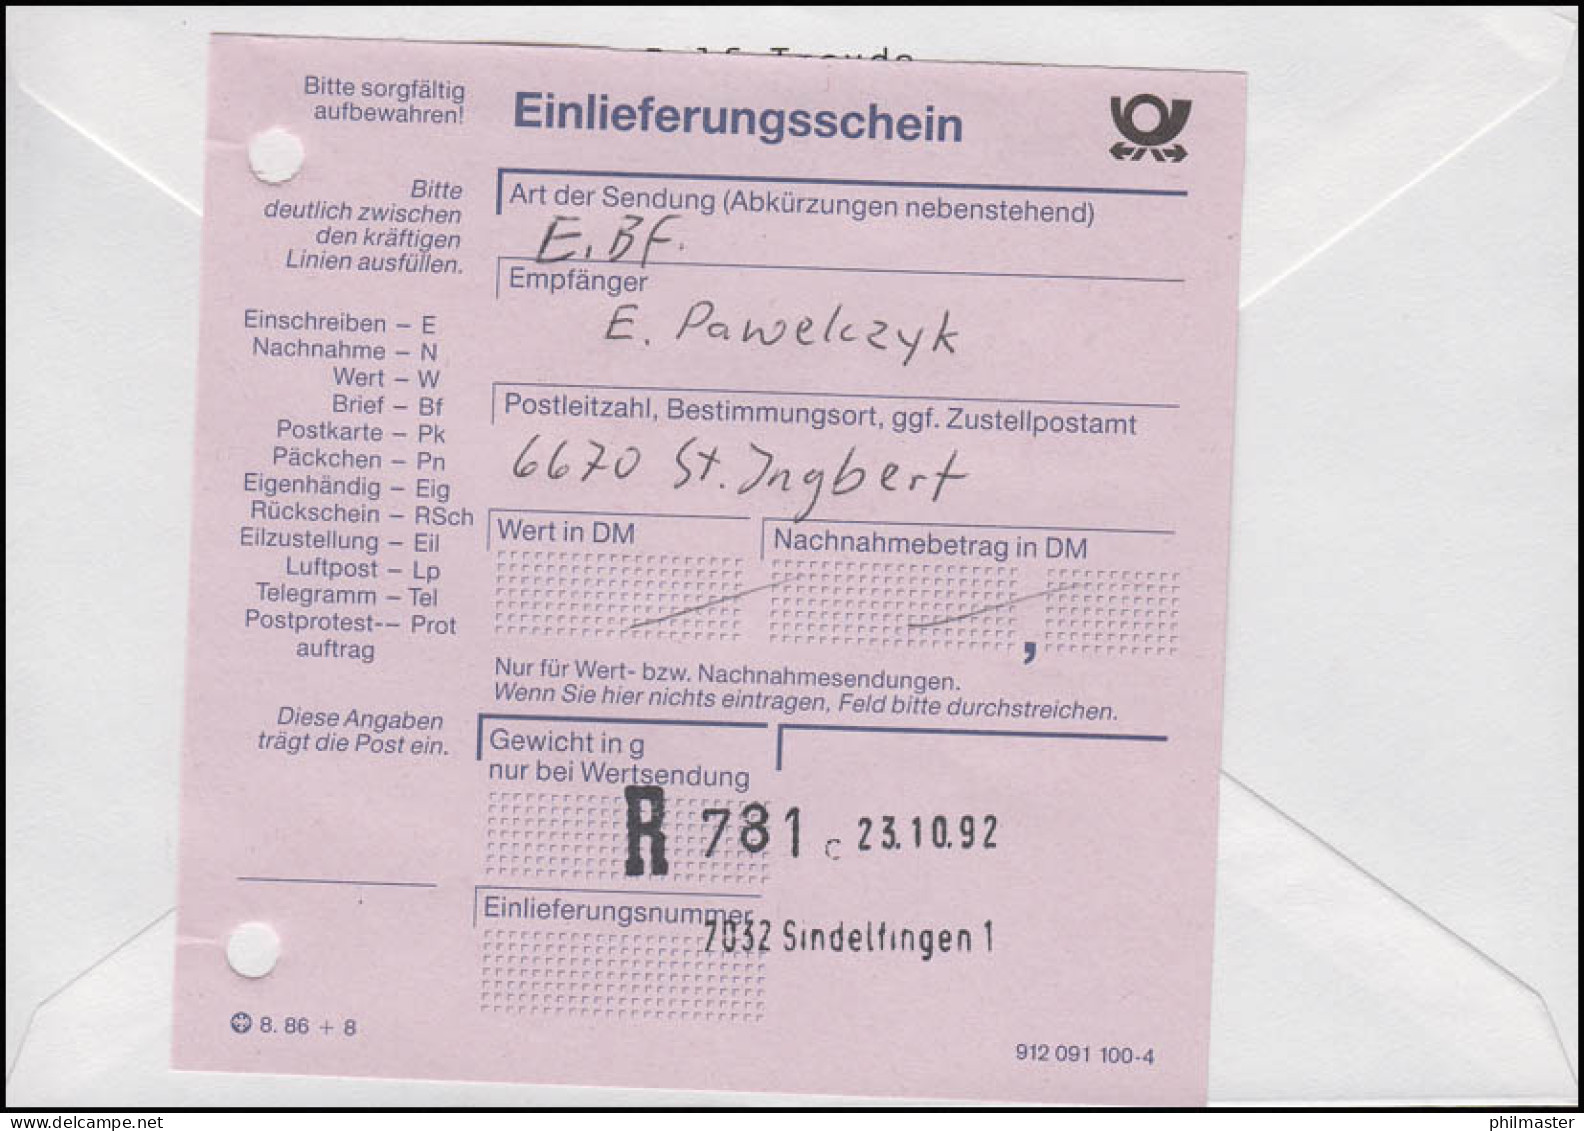 Bitte sorgfältig
aufbewahren!
Einlieferungsschein
Bitte
deutlich zwischen
den kräftigen
Linien ausfüllen.
Art der Sendung (Abkürzungen nebenstehend)
E. Bf.
Empfänger
E. Pawelczyk
Einschreiben – E
Nachnahme – N
Wert – W
Brief – Bf
Postkarte – Pk
Päckchen – Pn
Eigenhändig – Eig
Rückschein – RSch
Eilzustellung – Eil
Luftpost – Lp
Telegramm – Tel
Postprotest-- Prot
auftrag
Postleitzahl, Bestimmungsort, ggf. Zustellpostamt
6670 St. Ingbert
Wert in DM
Nachnahmebetrag in DM
,
Nur für Wert- bzw. Nachnahmesendungen.
Wenn Sie hier nichts eintragen, Feld bitte durchstreichen.
Diese Angaben
trägt die Post ein.
Gewicht in g
nur bei Wertsendung
R 781 c 23.10.92
Einlieferungsnummer
7032 Sindelfingen 1
8. 86 + 8
912 091 100-4
philmaster